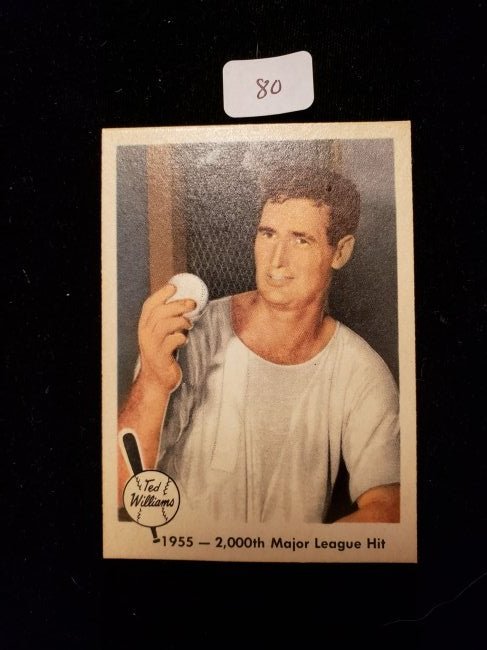 80
Ted
Williams
1955 — 2,000th Major League Hit